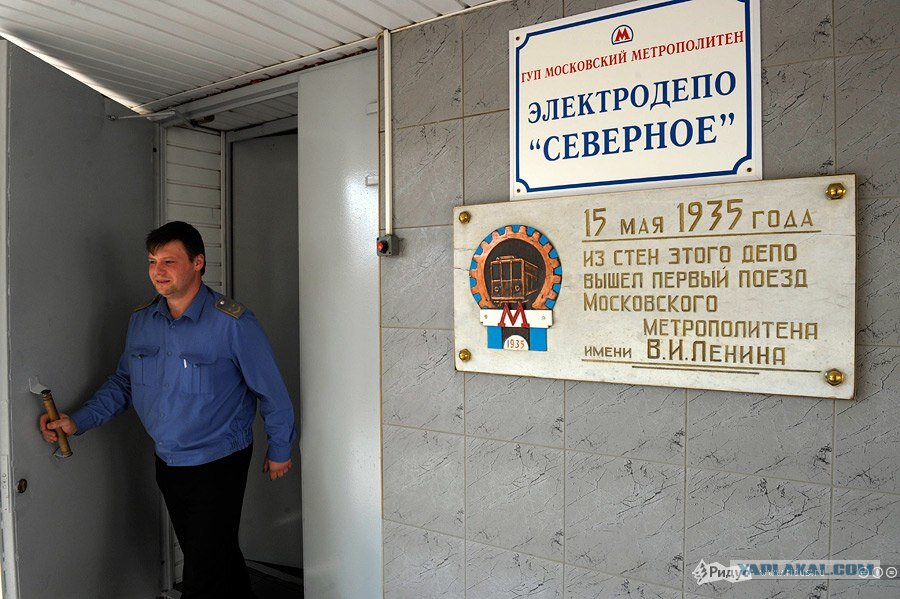 М
ГУП МОСКОВСКИЙ МЕТРОПОЛИТЕН
ЭЛЕКТРОДЕПО
“СЕВЕРНОЕ”
15 МАЯ 1935 ГОДА
ИЗ СТЕН ЭТОГО ДЕПО
ВЫШЕЛ ПЕРВЫЙ ПОЕЗД
МОСКОВСКОГО
МЕТРОПОЛИТЕНА
ИМЕНИ В.И.ЛЕНИНА
М
1935
Ридус
YAPLAKAL.COM